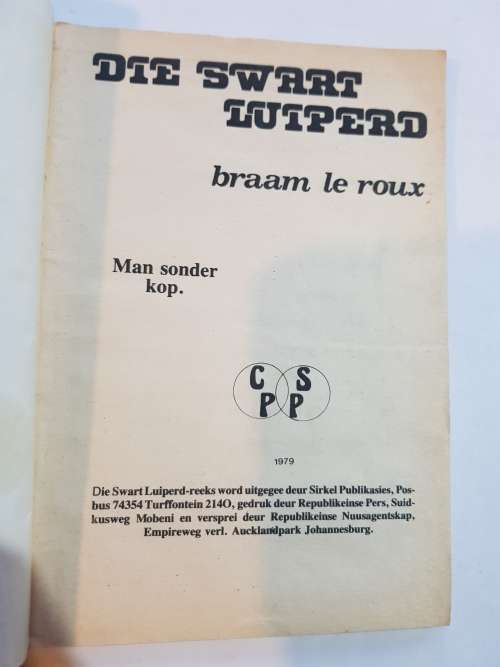 DIE SWART
LUIPERD
braam le roux
Man sonder
kop.
C S
P P
1979
Die Swart Luiperd-reeks word uitgegee deur Sirkel Publikasies, Pos-
bus 74354 Turffontein 214O, gedruk deur Republikeinse Pers, Suid-
kusweg Mobeni en versprei deur Republikeinse Nuusagentskap,
Empireweg verl. Aucklandpark Johannesburg.